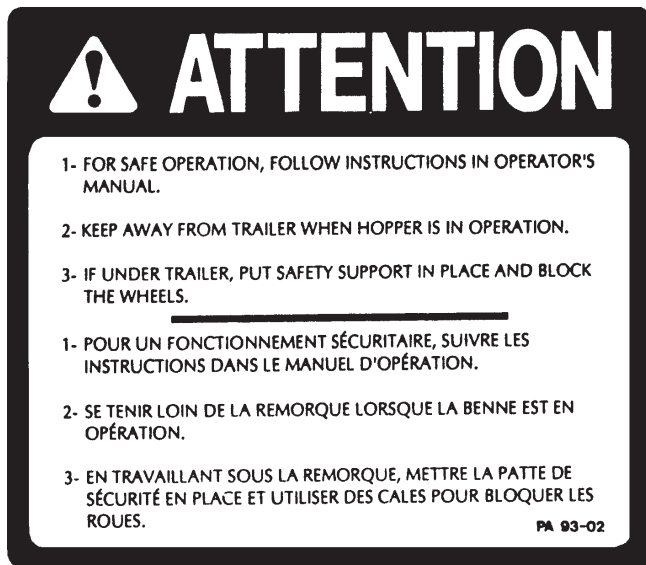 ATTENTION
1- FOR SAFE OPERATION, FOLLOW INSTRUCTIONS IN OPERATOR'S
MANUAL.
2- KEEP AWAY FROM TRAILER WHEN HOPPER IS IN OPERATION.
3- IF UNDER TRAILER, PUT SAFETY SUPPORT IN PLACE AND BLOCK
THE WHEELS.
1- POUR UN FONCTIONNEMENT SÉCURITAIRE, SUIVRE LES
INSTRUCTIONS DANS LE MANUEL D'OPÉRATION.
2- SE TENIR LOIN DE LA REMORQUE LORSQUE LA BENNE EST EN
OPÉRATION.
3- EN TRAVAILLANT SOUS LA REMORQUE, METTRE LA PATTE DE
SÉCURITÉ EN PLACE ET UTILISER DES CALES POUR BLOQUER LES
ROUES.
PA 93-02